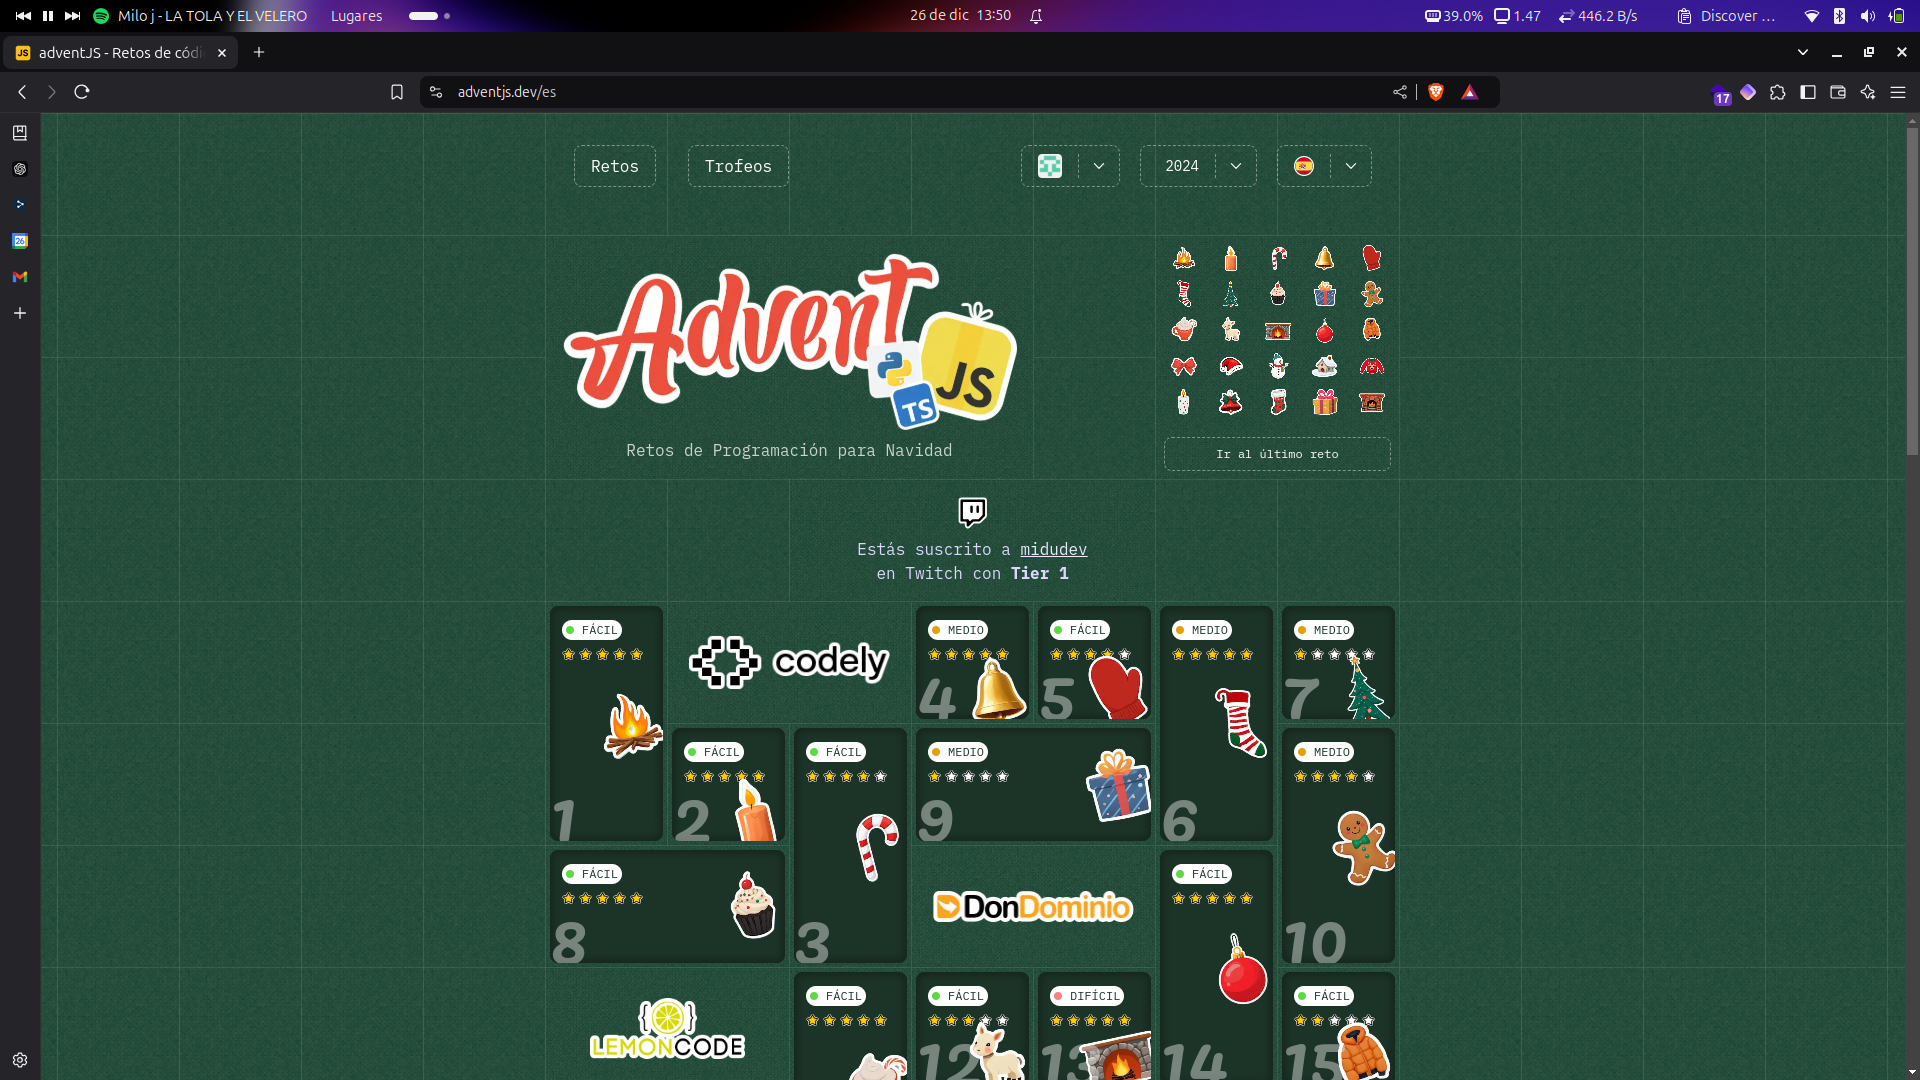 Milo j - LA TOLA Y EL VELERO
Lugares
26 de dic 13:50
39.0%
1.47
446.2 B/s
Discover ...
JS
adventJS - Retos de códi
adventjs.dev/es
17
26
Retos
Trofeos
2024
Advent
JS
TS
Retos de Programación para Navidad
Ir al último reto
Estás suscrito a midudev
en Twitch con Tier 1
FÁCIL
1
codely
MEDIO
4
FÁCIL
5
MEDIO
6
MEDIO
7
FÁCIL
2
FÁCIL
3
MEDIO
9
MEDIO
10
FÁCIL
8
DonDominio
FÁCIL
14
LEMONCODE
FÁCIL
FÁCIL
12
DIFÍCIL
13
FÁCIL
15